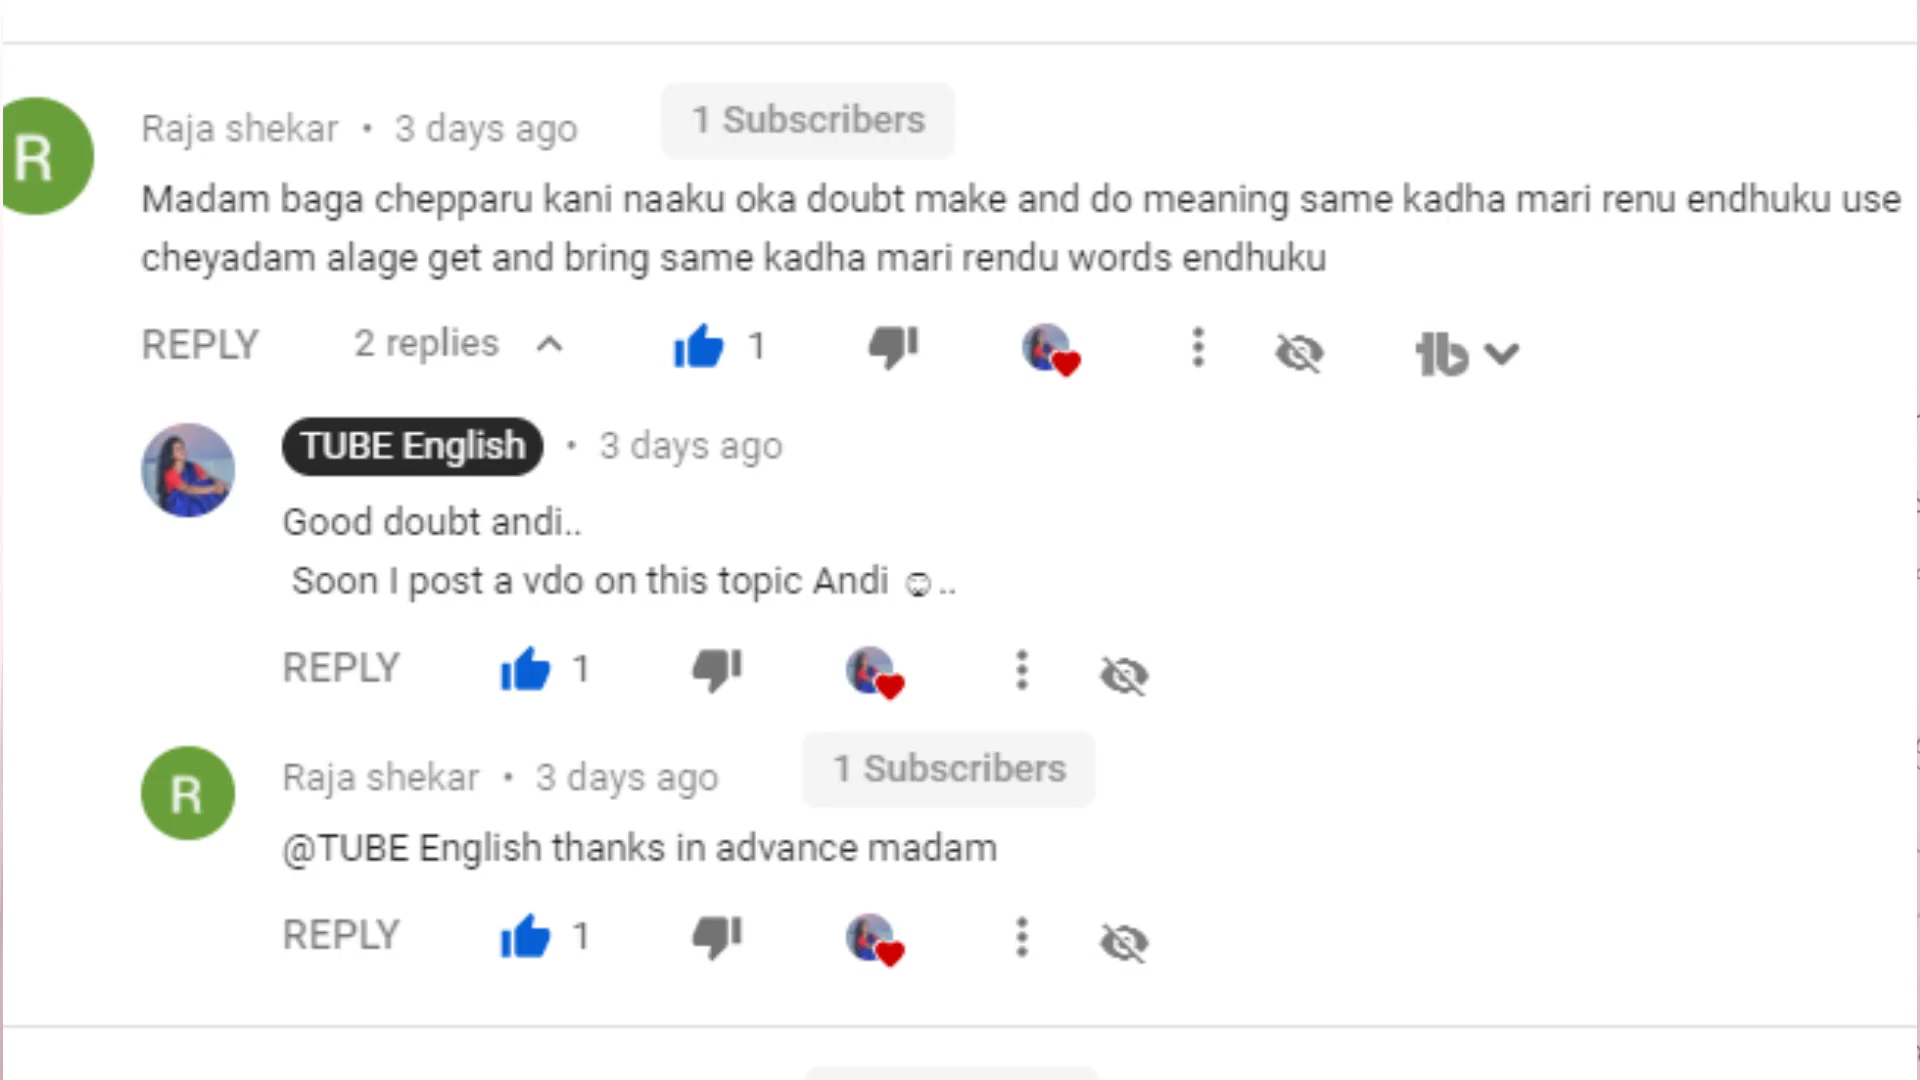 R
Raja shekar • 3 days ago 1 Subscribers
Madam baga chepparu kani naaku oka doubt make and do meaning same kadha mari renu endhuku use
cheyadam alage get and bring same kadha mari rendu words endhuku
REPLY 2 replies 1
TUBE English • 3 days ago
Good doubt andi..
Soon I post a vdo on this topic Andi ☺..
REPLY 1
R
Raja shekar • 3 days ago 1 Subscribers
@TUBE English thanks in advance madam
REPLY 1